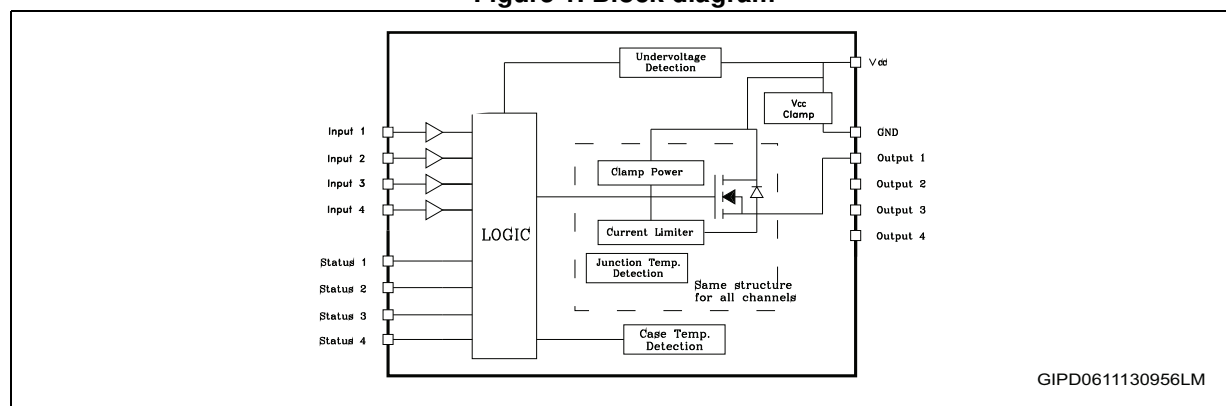 Figure 1. Block diagram
Undervoltage
Detection
Vcc
Clamp
Vdd
GND
Output 1
Output 2
Output 3
Output 4
Input 1
Input 2
Input 3
Input 4
Status 1
Status 2
Status 3
Status 4
LOGIC
Clamp Power
Current Limiter
Junction Temp.
Detection
Same structure
for all channels
Case Temp.
Detection
GIPD0611130956LM